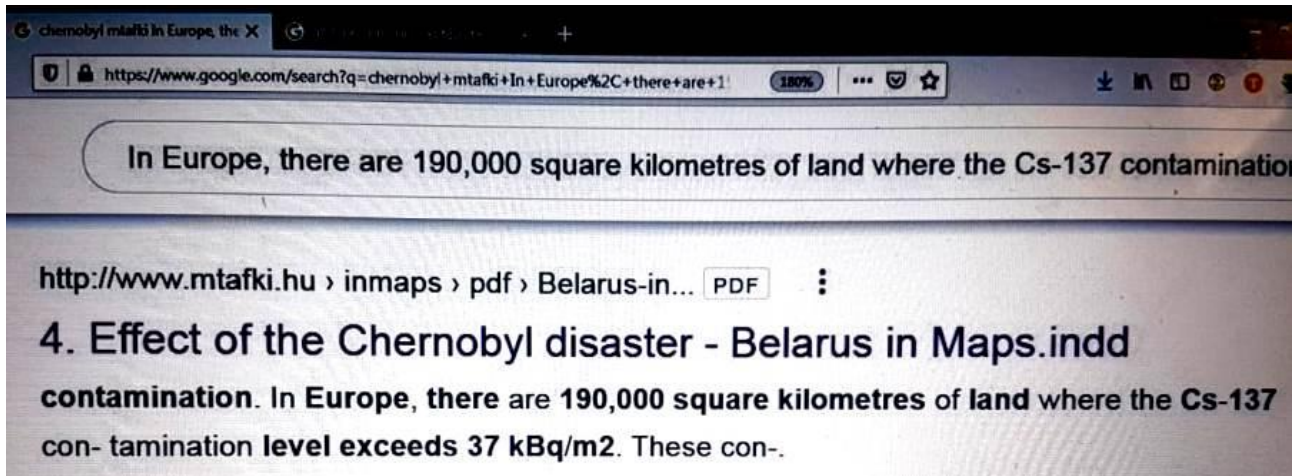 chernobyl mtafki In Europe, the
https://www.google.com/search?q=chernobyl+mtafki+In+Europe%2C+there+are+1
180%
In Europe, there are 190,000 square kilometres of land where the Cs-137 contamination
http://www.mtafki.hu › inmaps › pdf › Belarus-in... PDF
4. Effect of the Chernobyl disaster - Belarus in Maps.indd
contamination. In Europe, there are 190,000 square kilometres of land where the Cs-137
con- tamination level exceeds 37 kBq/m2. These con-.